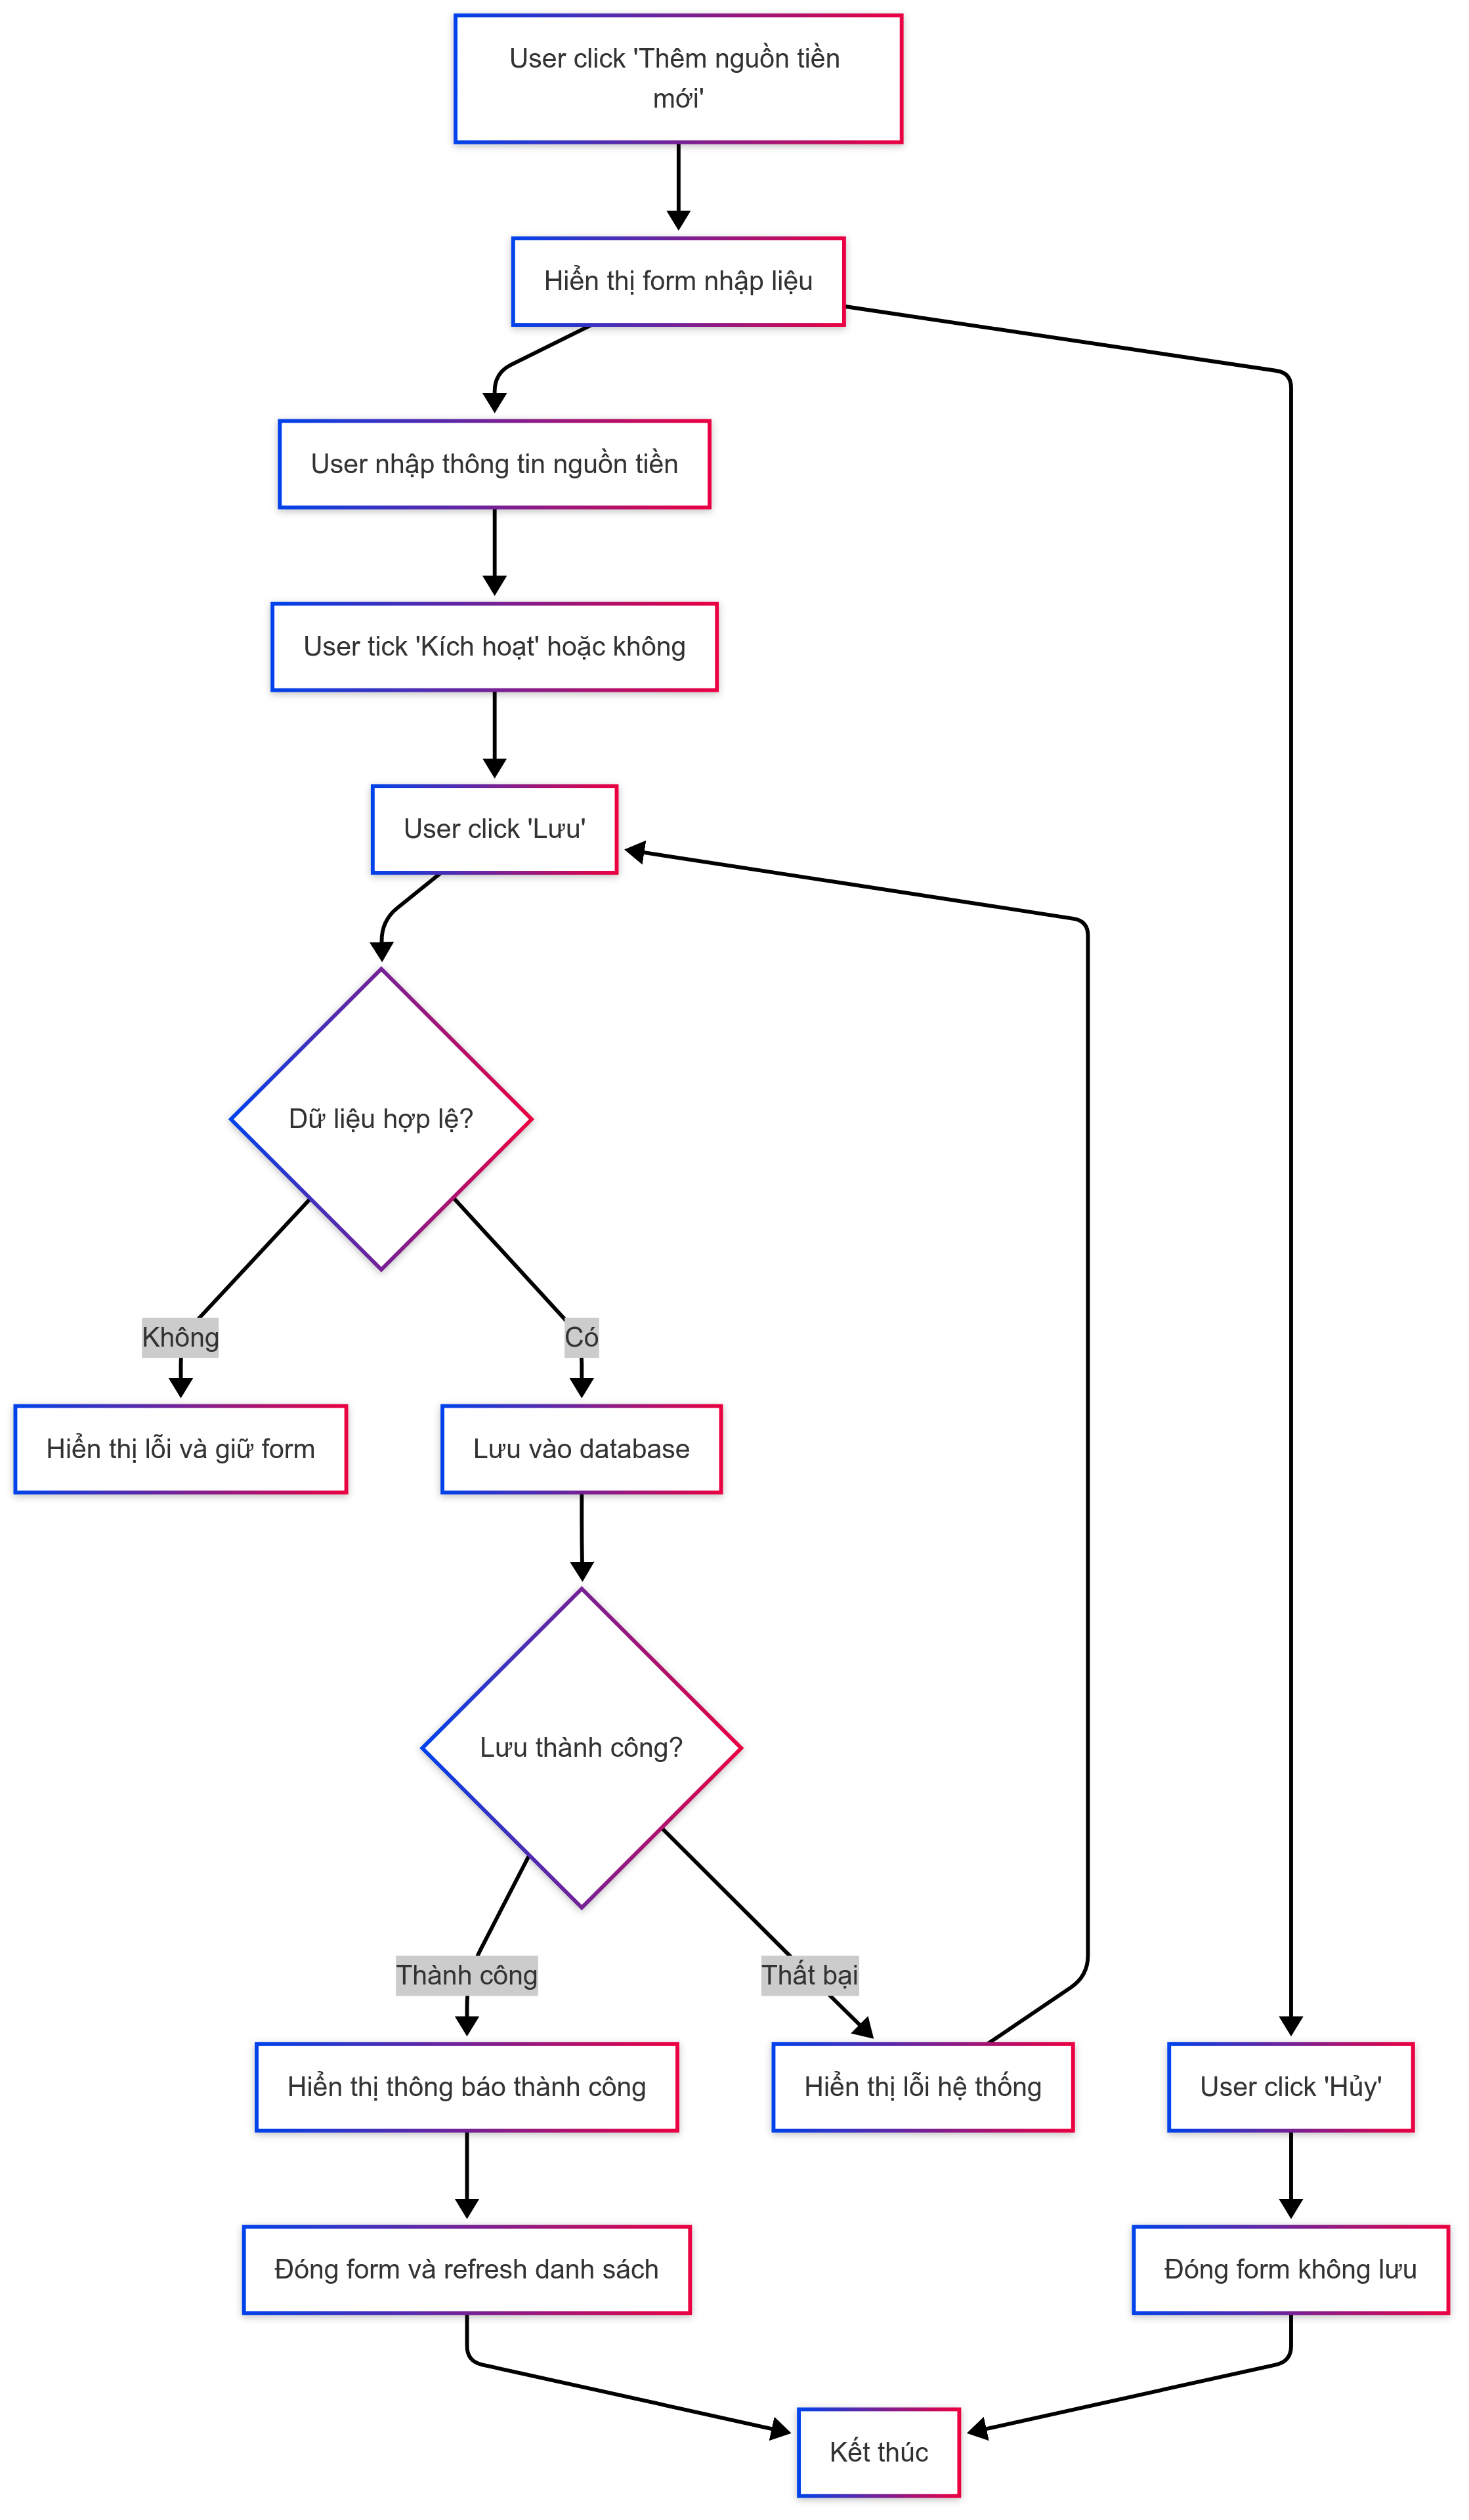 User click 'Thêm nguồn tiền
mới'
Hiển thị form nhập liệu
User nhập thông tin nguồn tiền
User tick 'Kích hoạt' hoặc không
User click 'Lưu'
Dữ liệu hợp lệ?
Không
Có
Hiển thị lỗi và giữ form
Lưu vào database
Lưu thành công?
Thành công
Thất bại
Hiển thị thông báo thành công
Hiển thị lỗi hệ thống
User click 'Hủy'
Đóng form và refresh danh sách
Đóng form không lưu
Kết thúc